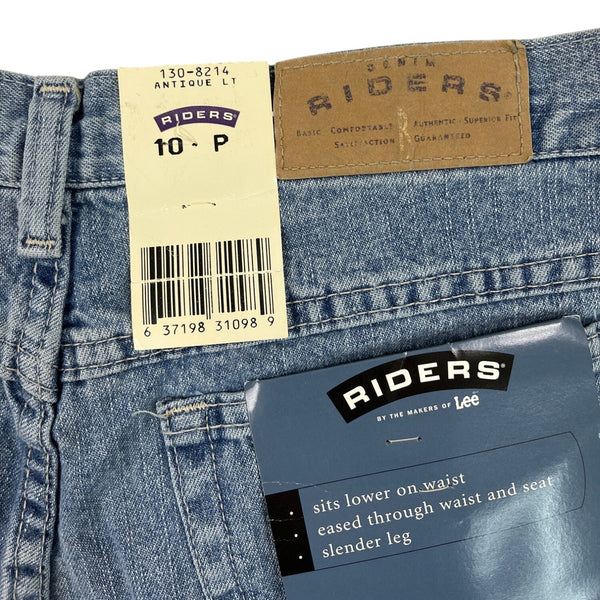 130-8214
ANTIQUE LT
RIDERS
10 - P
6 37198 31098 9
DENIM
RIDERS
BASIC COMFORTABLE AUTHENTIC SUPERIOR FIT
SATISFACTION GUARANTEED
RIDERS®
BY THE MAKERS OF Lee
sits lower on waist
eased through waist and seat
slender leg